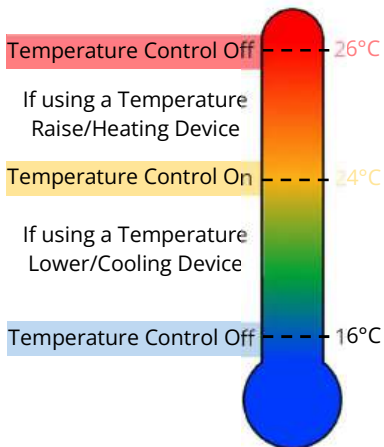 Temperature Control Off 26°C
If using a Temperature
Raise/Heating Device
Temperature Control On 24°C
If using a Temperature
Lower/Cooling Device
Temperature Control Off 16°C